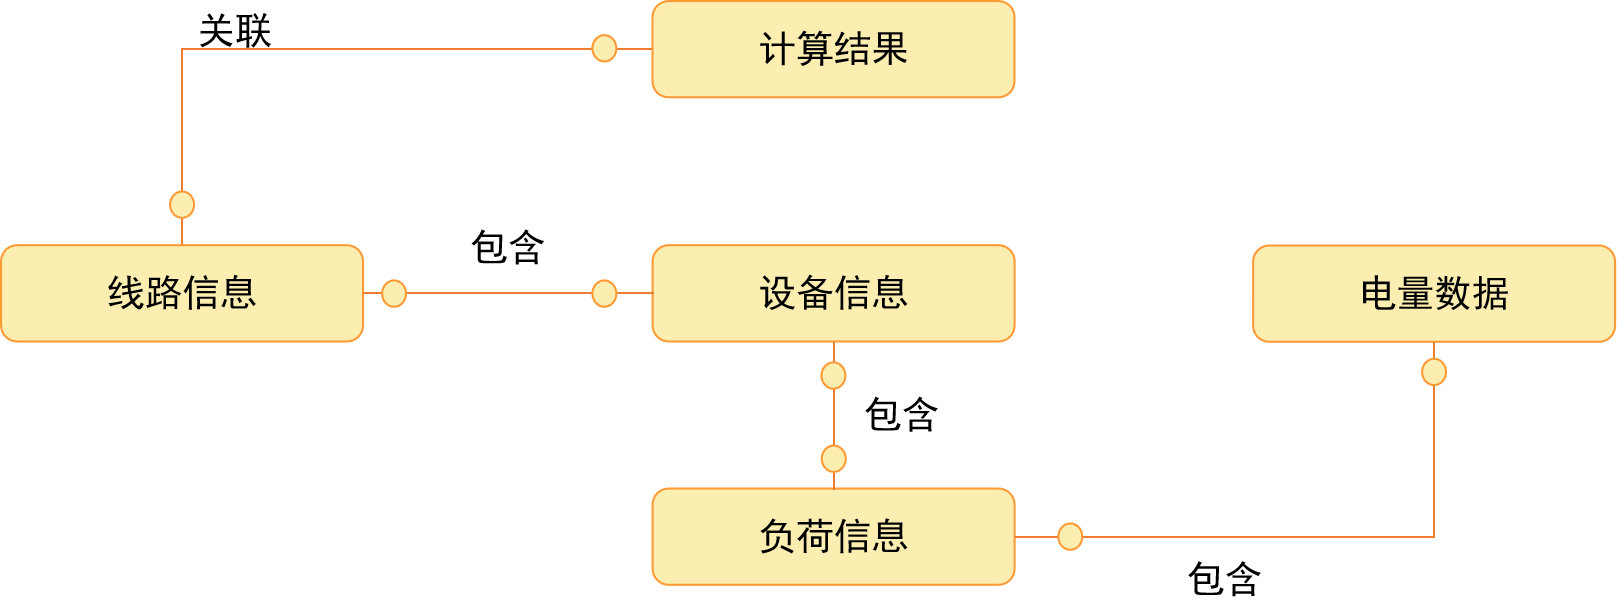 关联
计算结果
包含
线路信息
设备信息
电量数据
包含
负荷信息
包含